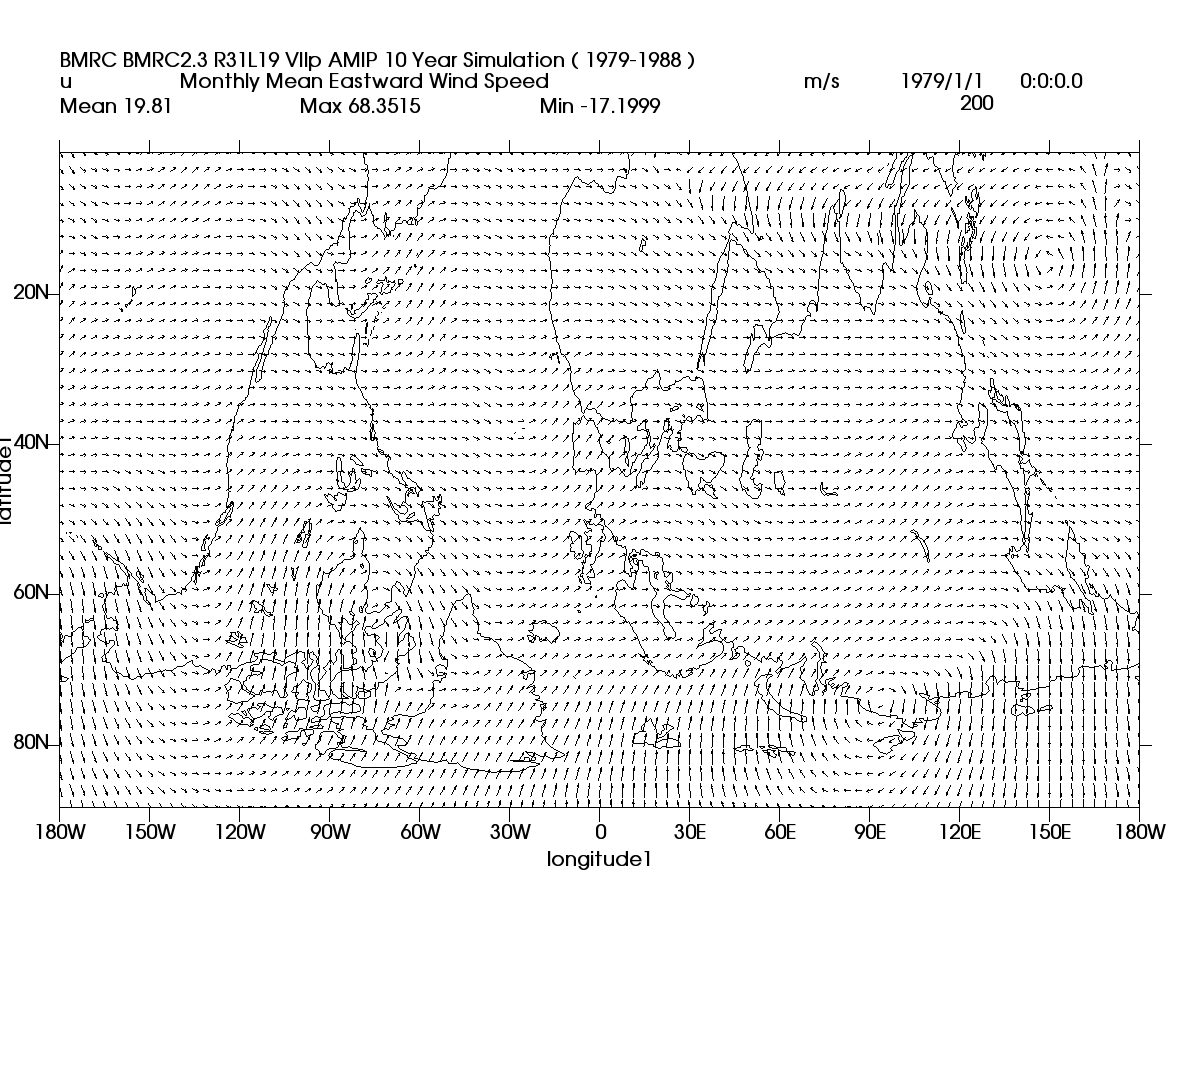 BMRC BMRC2.3 R31L19 VIIp AMIP 10 Year Simulation ( 1979-1988 )
u Monthly Mean Eastward Wind Speed m/s 1979/1/1 0:0:0.0
Mean 19.81 Max 68.3515 Min -17.1999 200
20N
40N
latitude1
60N
80N
180W 150W 120W 90W 60W 30W 0 30E 60E 90E 120E 150E 180W
longitude1